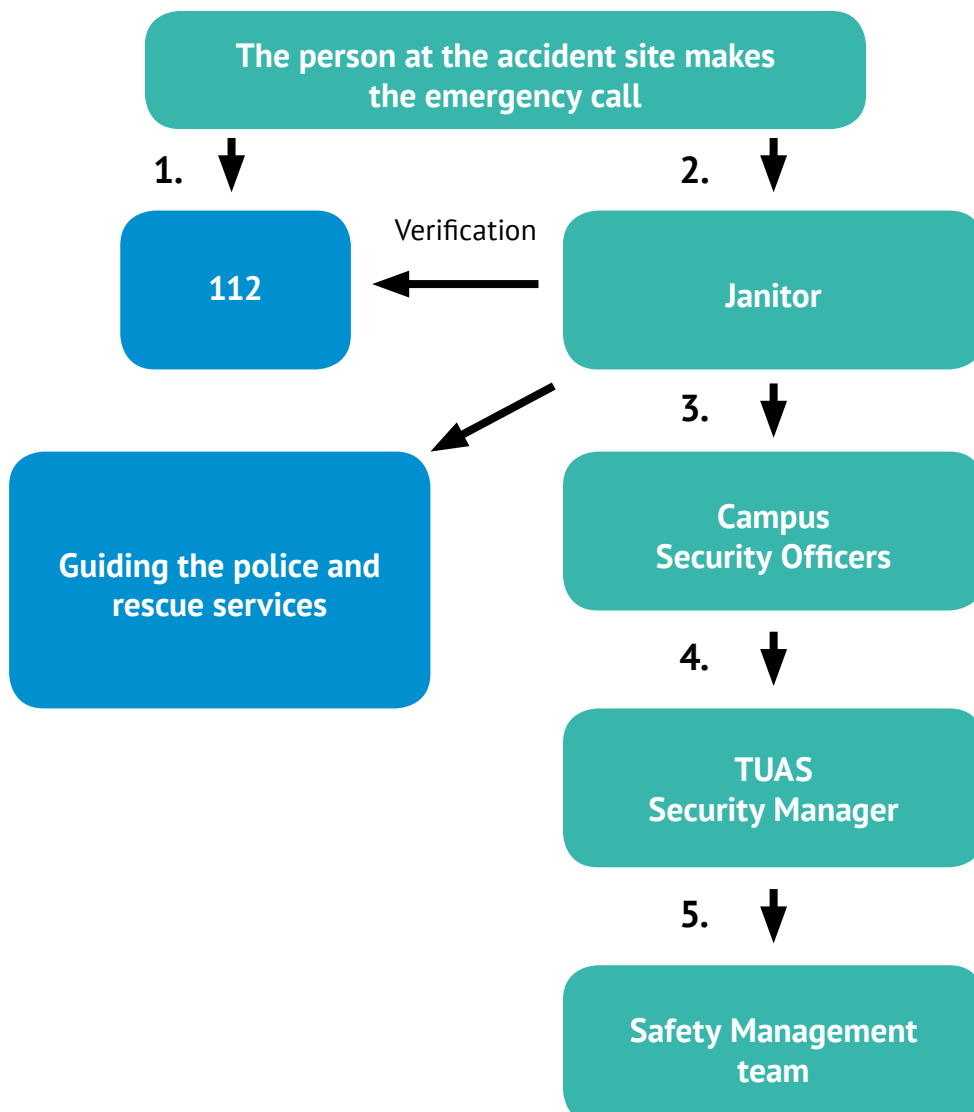 The person at the accident site makes
the emergency call
1.
2.
112
Verification
Janitor
3.
Guiding the police and
rescue services
Campus
Security Officers
4.
TUAS
Security Manager
5.
Safety Management
team